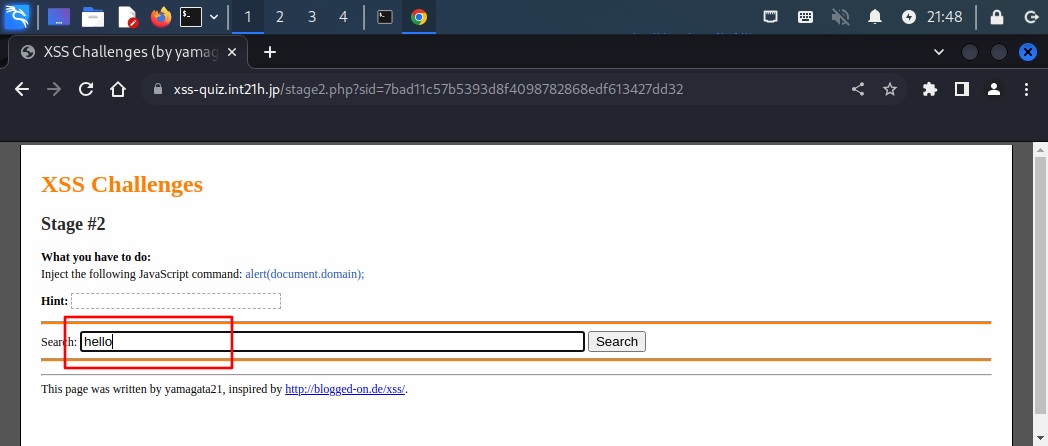 1 2 3 4 21:48
XSS Challenges (by yamag
xss-quiz.int21h.jp/stage2.php?sid=7bad11c57b5393d8f4098782868edf613427dd32
XSS Challenges
Stage #2
What you have to do:
Inject the following JavaScript command: alert(document.domain);
Hint:
Search: hello Search
This page was written by yamagata21, inspired by http://blogged-on.de/xss/.